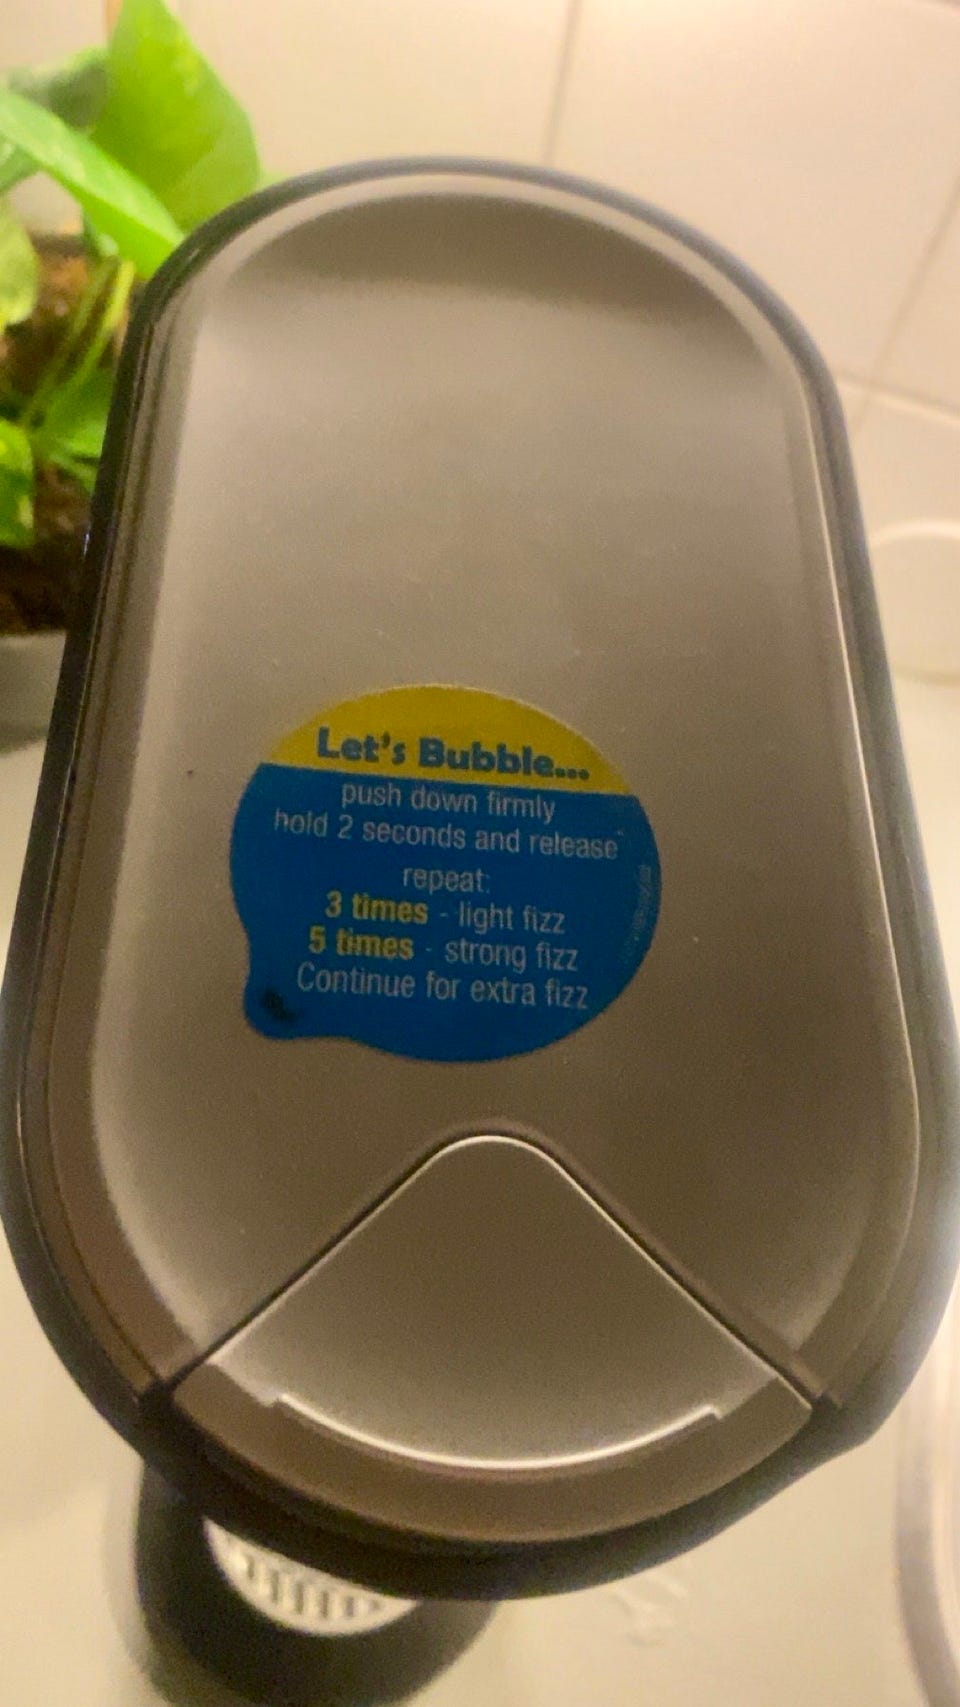 Let's Bubble...
push down firmly
hold 2 seconds and release
repeat:
3 times - light fizz
5 times - strong fizz
Continue for extra fizz